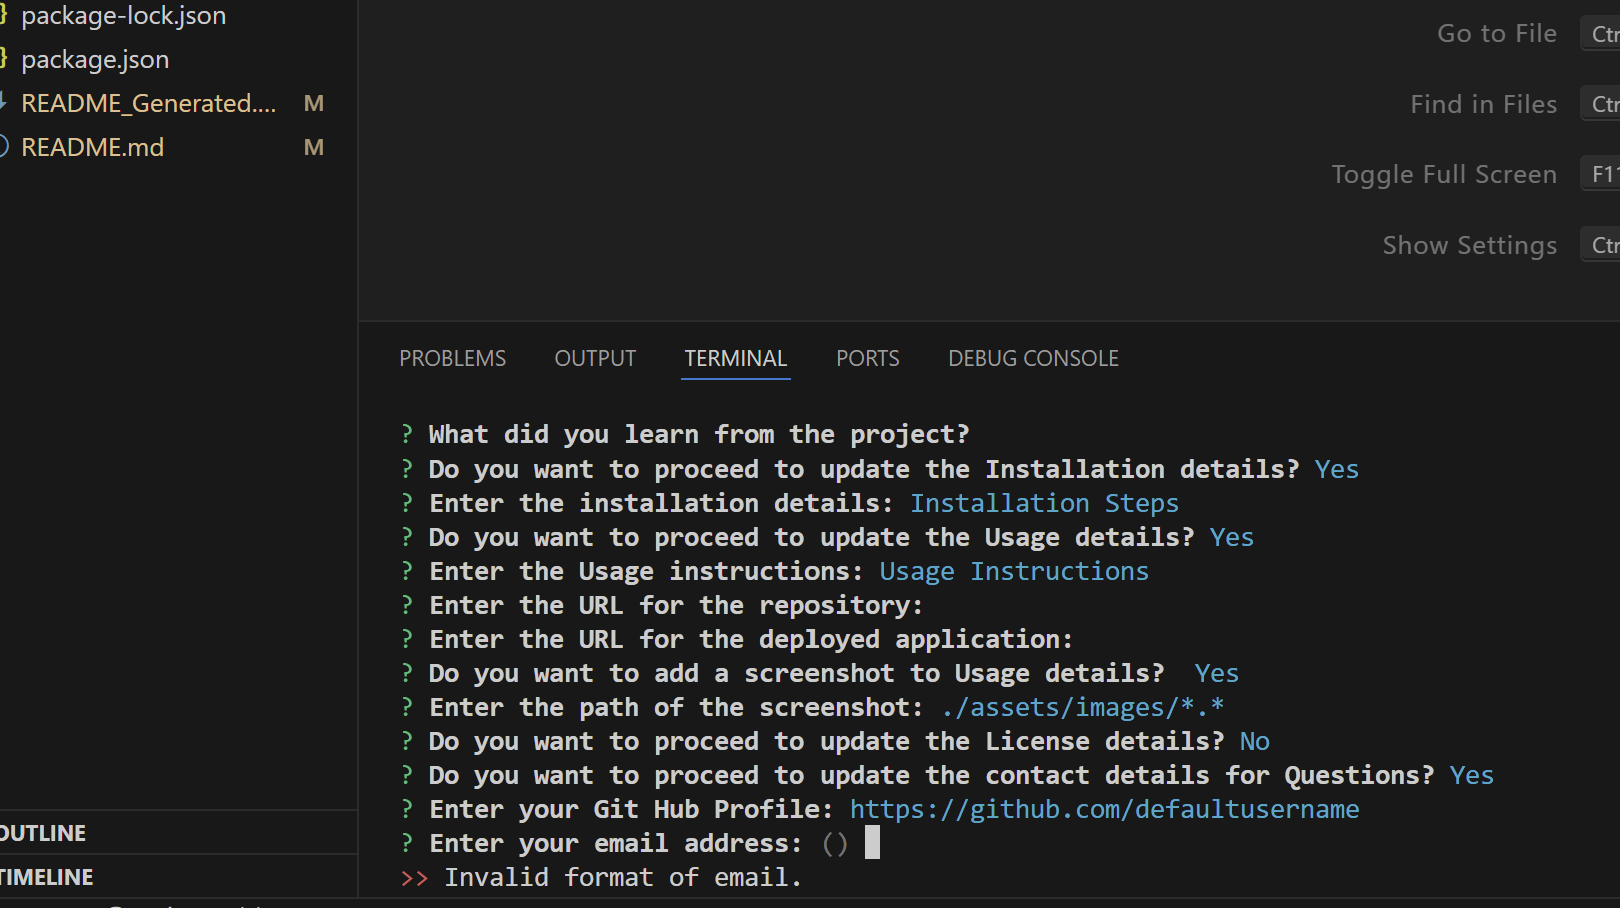 package-lock.json
package.json
README_Generated.... M
README.md M
OUTLINE
TIMELINE
Go to File Ctr
Find in Files Ctr
Toggle Full Screen F11
Show Settings Ctr
PROBLEMS OUTPUT TERMINAL PORTS DEBUG CONSOLE
? What did you learn from the project?
? Do you want to proceed to update the Installation details? Yes
? Enter the installation details: Installation Steps
? Do you want to proceed to update the Usage details? Yes
? Enter the Usage instructions: Usage Instructions
? Enter the URL for the repository:
? Enter the URL for the deployed application:
? Do you want to add a screenshot to Usage details?  Yes
? Enter the path of the screenshot: ./assets/images/*.*
? Do you want to proceed to update the License details? No
? Do you want to proceed to update the contact details for Questions? Yes
? Enter your Git Hub Profile: https://github.com/defaultusername
? Enter your email address: ()
>> Invalid format of email.